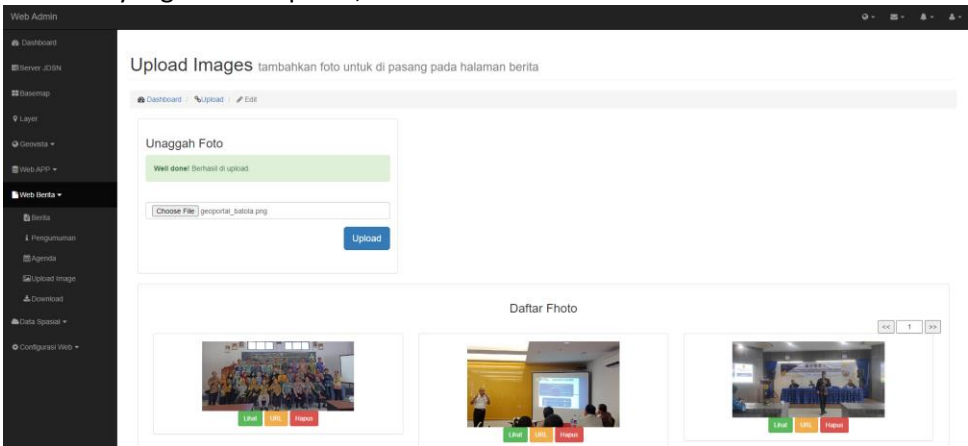 Web Admin
Dashboard
Server JOSN
Basemap
Layer
Geovista
Web APP
Web Berita
Berita
Pengumuman
Agenda
Upload Image
Download
Data Spasial
Configurasi Web
Upload Images tambahkan foto untuk di pasang pada halaman berita
Dashboard / Upload / Edit
Unaggah Foto
Well done! Berhasil di upload.
Choose File geoportal_batola.png
Upload
Daftar Fhoto
<< 1 >>
Lihat URL Hapus
Lihat URL Hapus
Lihat URL Hapus